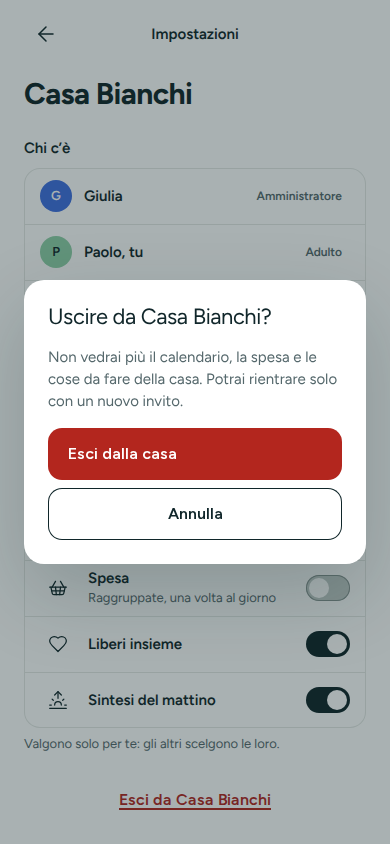 Impostazioni
Casa Bianchi
Chi c’è
G
Giulia
Amministratore
P
Paolo, tu
Adulto
Uscire da Casa Bianchi?
Non vedrai più il calendario, la spesa e le
cose da fare della casa. Potrai rientrare solo
con un nuovo invito.
Esci dalla casa
Annulla
Spesa
Raggruppate, una volta al giorno
Liberi insieme
Sintesi del mattino
Valgono solo per te: gli altri scelgono le loro.
Esci da Casa Bianchi